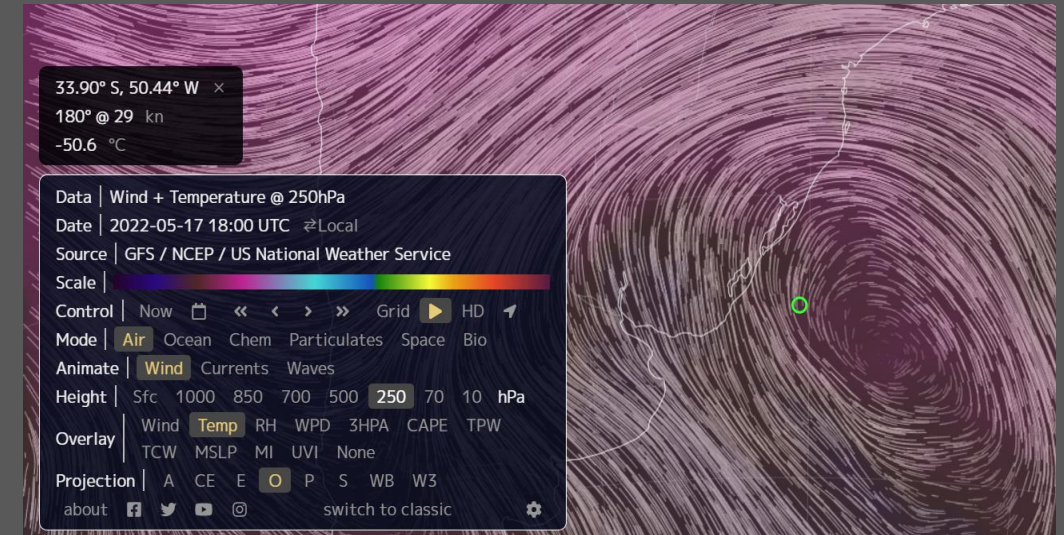 33.90° S, 50.44° W ×
180° @ 29 kn
-50.6 °C
Data | Wind + Temperature @ 250hPa
Date | 2022-05-17 18:00 UTC ⇄Local
Source | GFS / NCEP / US National Weather Service
Scale |
Control | Now « ‹ › » Grid HD
Mode | Air Ocean Chem Particulates Space Bio
Animate | Wind Currents Waves
Height | Sfc 1000 850 700 500 250 70 10 hPa
Overlay | Wind Temp RH WPD 3HPA CAPE TPW
TCW MSLP MI UVI None
Projection | A CE E O P S WB W3
about switch to classic